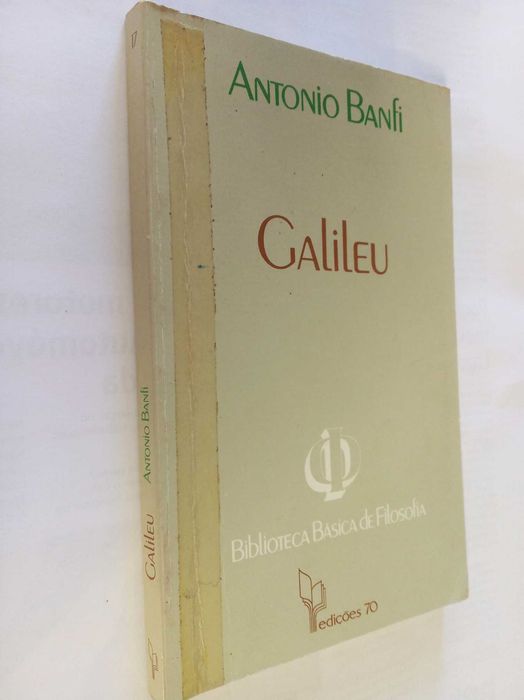 Antonio Banfi
Galileu
Biblioteca Básica de Filosofia
edições 70
17
Antonio Banfi
Galileu